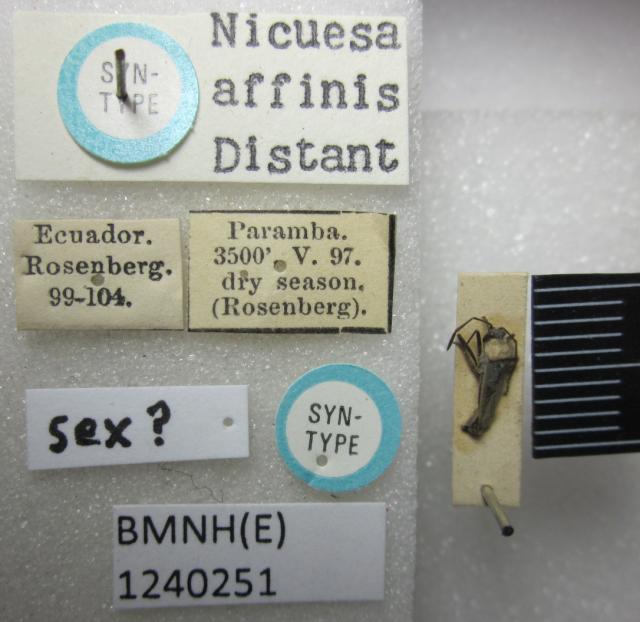 SYN-
TYPE
Nicuesa
affinis
Distant
Ecuador.
Rosenberg.
99-104.
Paramba.
3500'. V. 97.
dry season.
(Rosenberg).
sex?
SYN-
TYPE
BMNH(E)
1240251